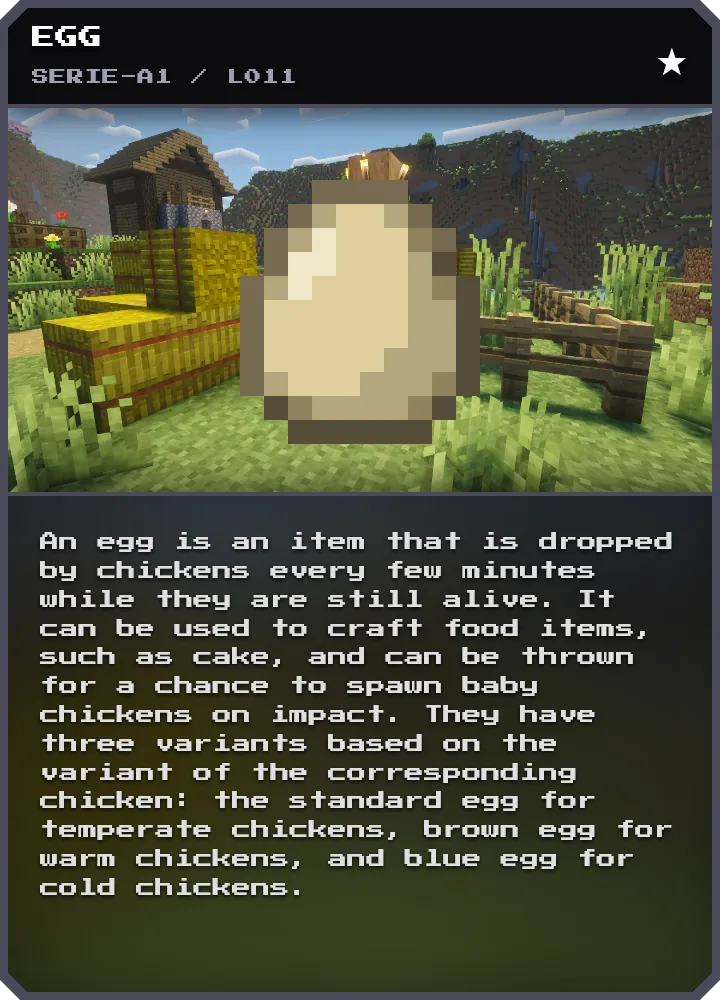 EGG
SERIE-A1 / L011
An egg is an item that is dropped
by chickens every few minutes
while they are still alive. It
can be used to craft food items,
such as cake, and can be thrown
for a chance to spawn baby
chickens on impact. They have
three variants based on the
variant of the corresponding
chicken: the standard egg for
temperate chickens, brown egg for
warm chickens, and blue egg for
cold chickens.